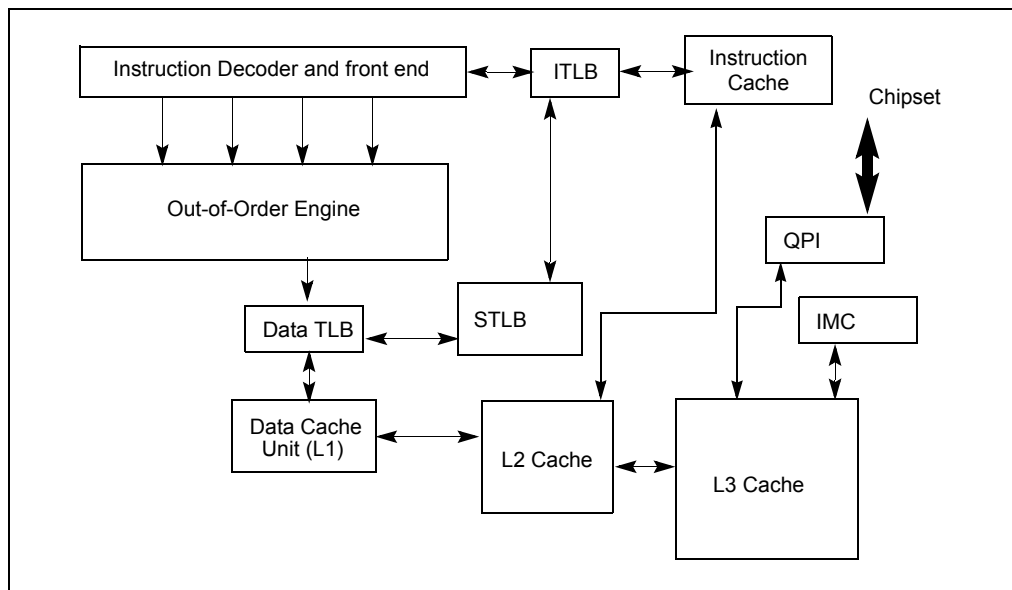 Instruction Decoder and front end
ITLB
Instruction
Cache
Chipset
Out-of-Order Engine
QPI
Data TLB
STLB
IMC
Data Cache
Unit (L1)
L2 Cache
L3 Cache